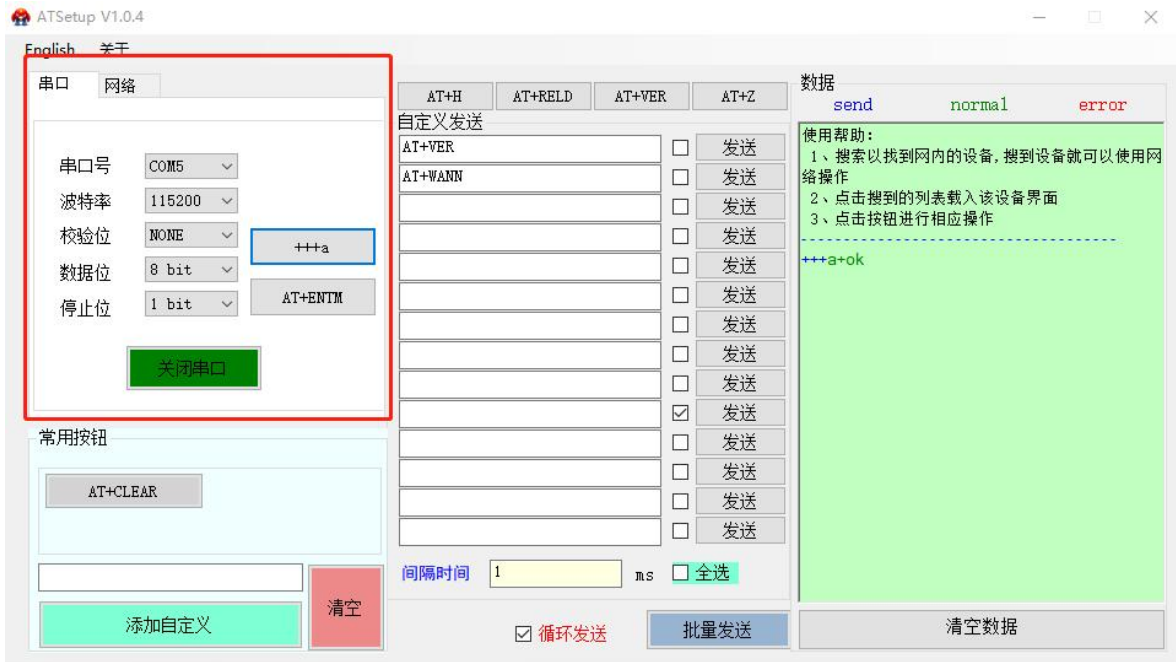 ATSetup V1.0.4
English 关于
串口 网络
串口号 COM5
波特率 115200
校验位 NONE
数据位 8 bit
停止位 1 bit
+++a
AT+ENTM
关闭串口
常用按钮
AT+CLEAR
添加自定义
清空
AT+H AT+RELD AT+VER AT+Z
自定义发送
AT+VER 发送
AT+WANN 发送
发送
发送
发送
发送
发送
发送
发送
发送
发送
发送
发送
发送
间隔时间 1 ms 全选
循环发送 批量发送
数据
send normal error
使用帮助:
1、搜索以找到网内的设备,搜到设备就可以使用网
络操作
2、点击搜到的列表载入该设备界面
3、点击按钮进行相应操作
--------------------------------------
+++a+ok
清空数据